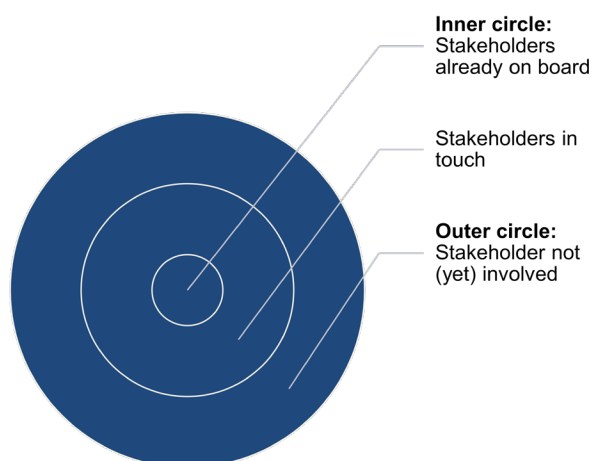 Inner circle:
Stakeholders
already on board
Stakeholders in
touch
Outer circle:
Stakeholder not
(yet) involved